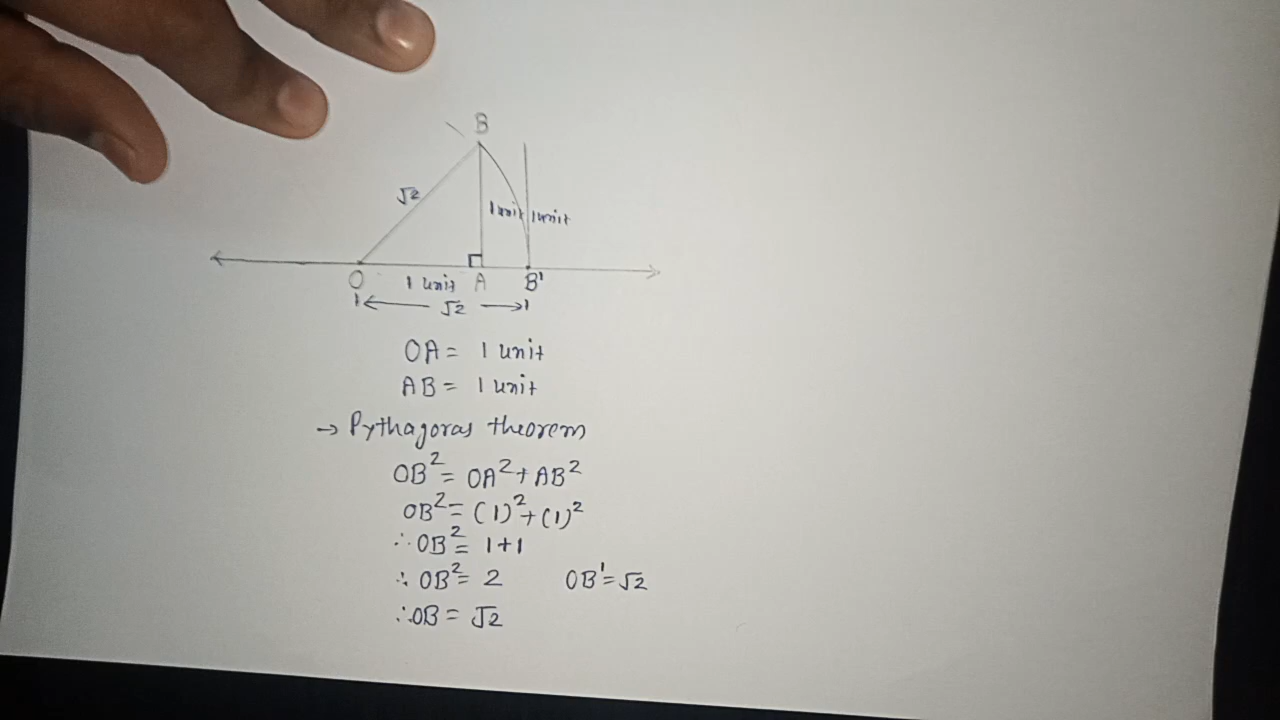 B
√2
1 unit 1 unit
O 1 unit A B'
√2
OA = 1 unit
AB = 1 unit
→ Pythagoras theorem
OB² = OA² + AB²
OB² = (1)² + (1)²
∴ OB² = 1+1
∴ OB² = 2 OB' = √2
∴ OB = √2